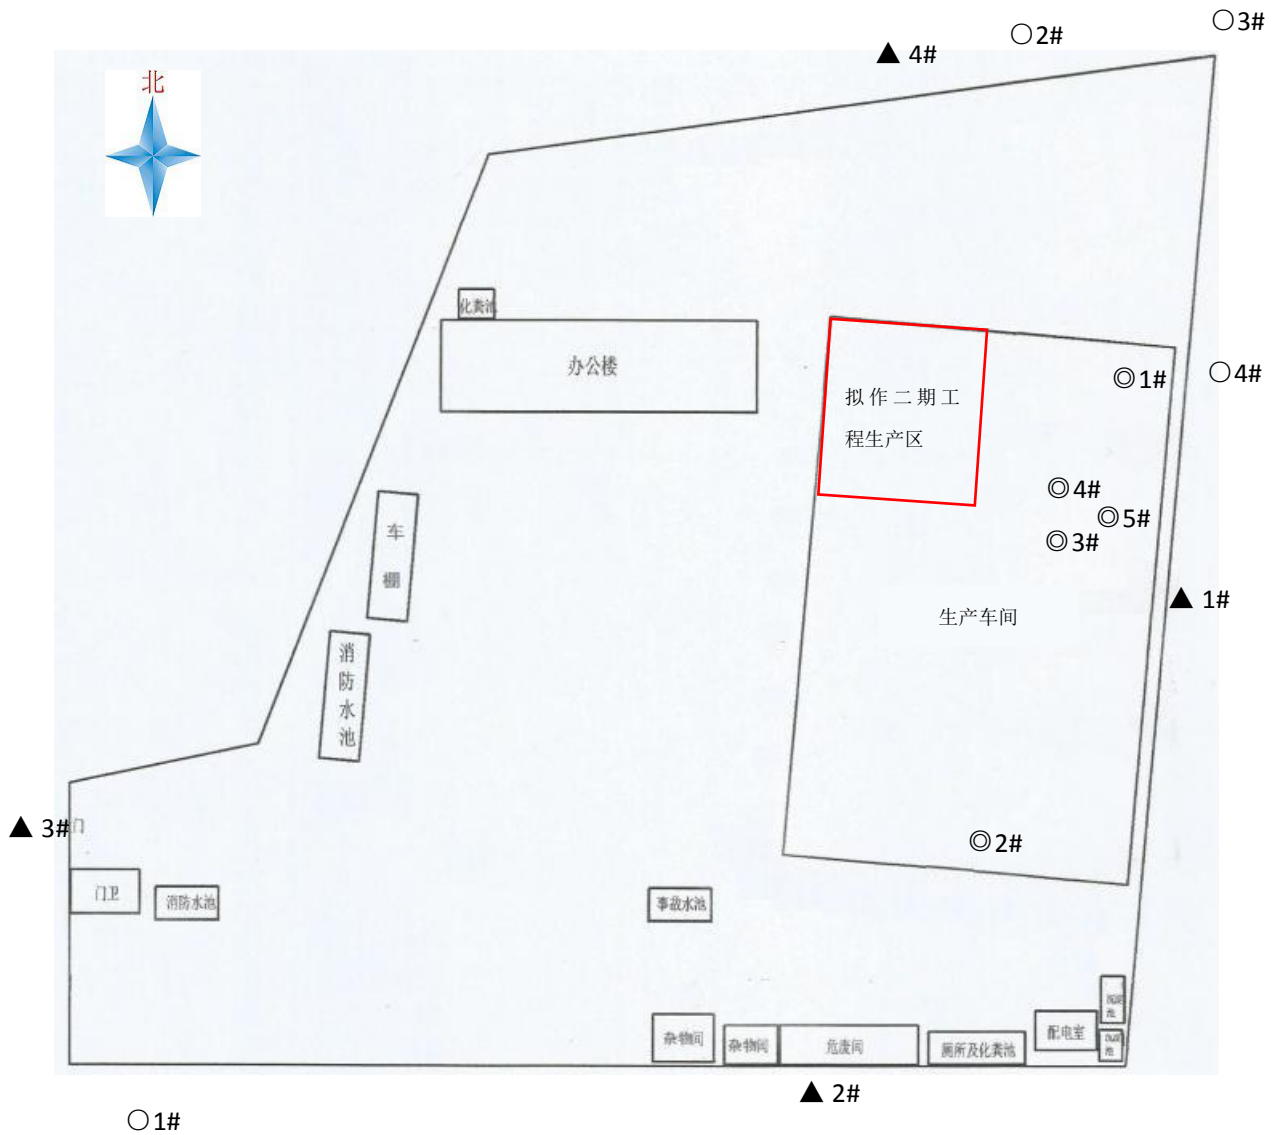 ○3#
○2#
▲ 4#
北
化粪池
办公楼
◎1#
○4#
拟作二期工
程生产区
◎4#
◎5#
◎3#
车棚
▲ 1#
生产车间
消防水池
▲ 3#
门
◎2#
门卫
消防水池
事故水池
杂物间
杂物间
危废间
厕所及化粪池
配电室
▲ 2#
○1#